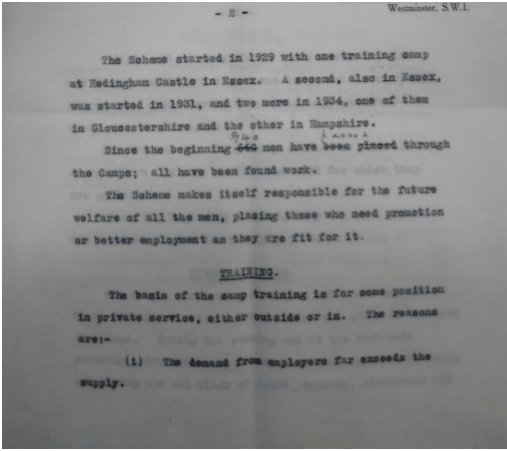 - 2 -
Westminster, S.W.1.
The Scheme started in 1929 with one training camp
at Hedingham Castle in Essex. A second, also in Essex,
was started in 1931, and two more in 1934, one of them
in Gloucestershire and the other in Hampshire.
740 passed
Since the beginning 640 men have been placed through
the Camps; all have been found work.
The Scheme makes itself responsible for the future
welfare of all the men, placing those who need promotion
or better employment as they are fit for it.
TRAINING.
The basis of the camp training is for some position
in private service, either outside or in. The reasons
are:-
(i) The demand from employers far exceeds the
supply.